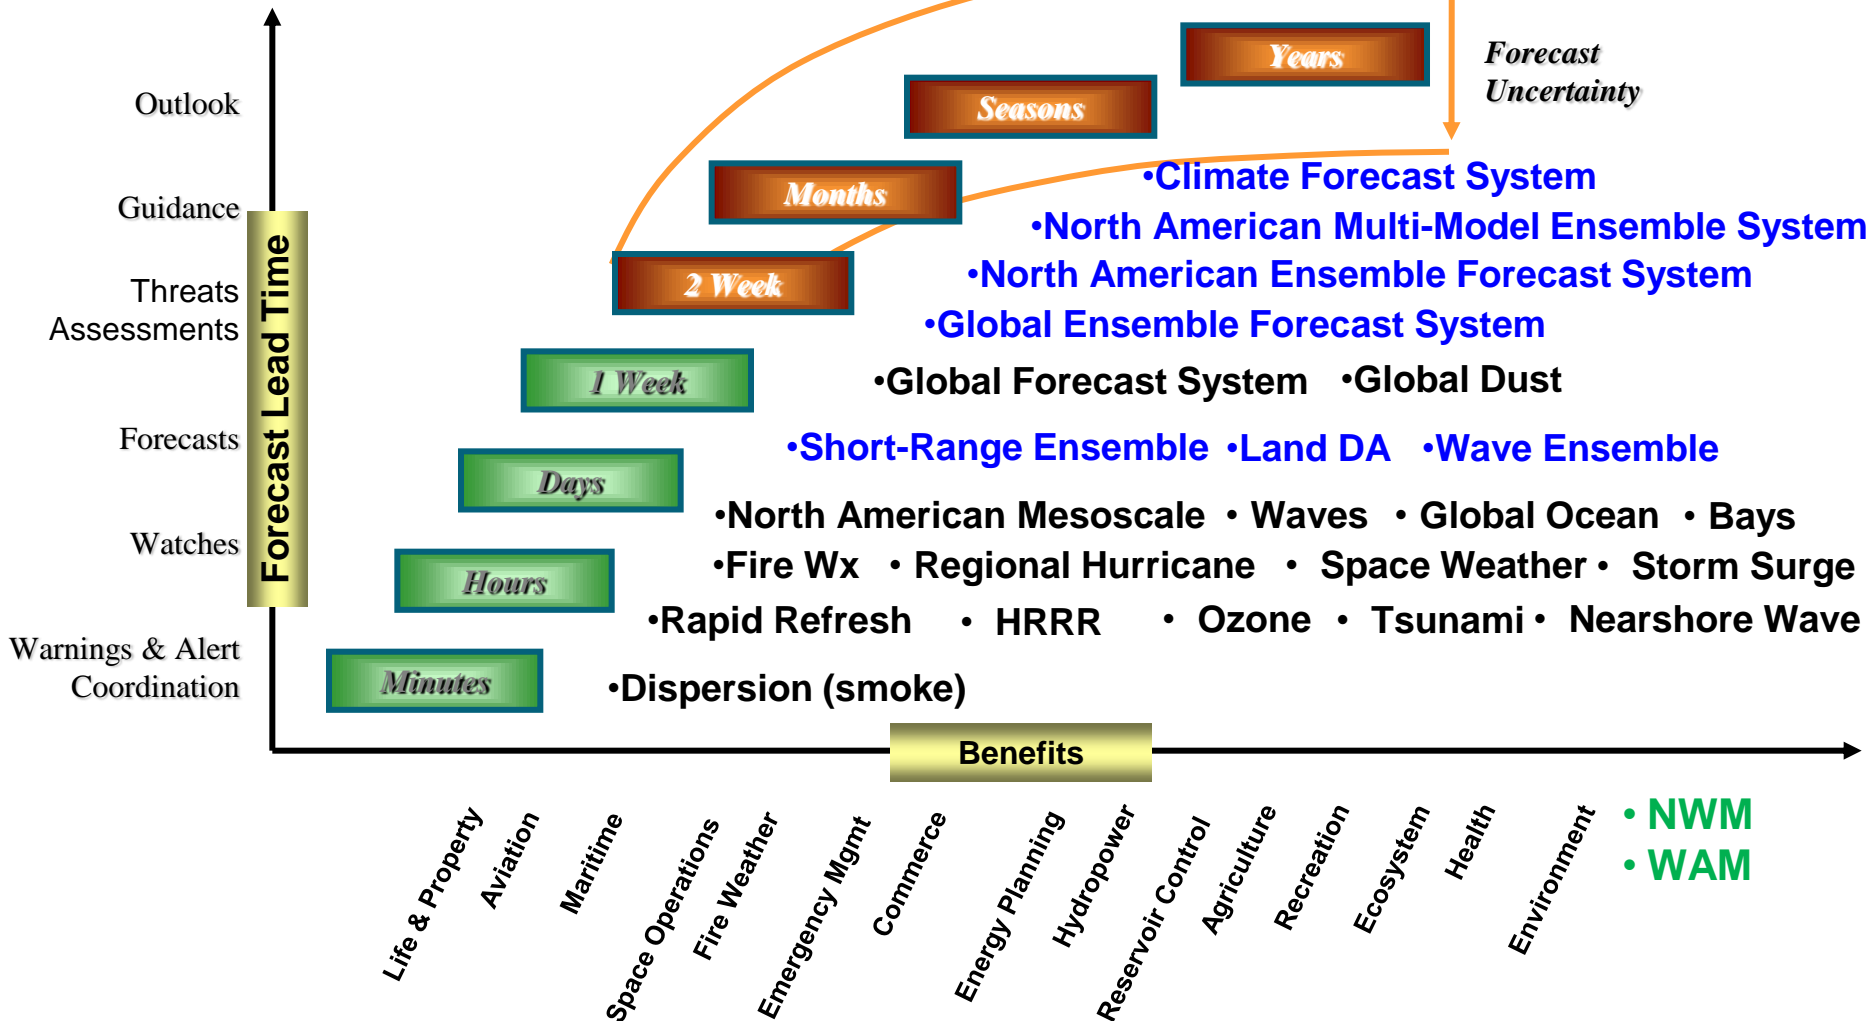 Years
Forecast
Uncertainty
Outlook
Seasons
Guidance
Months
•Climate Forecast System
•North American Multi-Model Ensemble System
Threats
Assessments
Forecast Lead Time
2 Week
•North American Ensemble Forecast System
•Global Ensemble Forecast System
1 Week
•Global Forecast System •Global Dust
Forecasts
•Short-Range Ensemble •Land DA •Wave Ensemble
Days
•North American Mesoscale • Waves • Global Ocean • Bays
Watches
•Fire Wx • Regional Hurricane • Space Weather • Storm Surge
Hours
•Rapid Refresh • HRRR • Ozone • Tsunami • Nearshore Wave
Warnings & Alert
Coordination
Minutes
•Dispersion (smoke)
Benefits
Life & Property
Aviation
Maritime
Space Operations
Fire Weather
Emergency Mgmt
Commerce
Energy Planning
Hydropower
Reservoir Control
Agriculture
Recreation
Ecosystem
Health
Environment
• NWM
• WAM